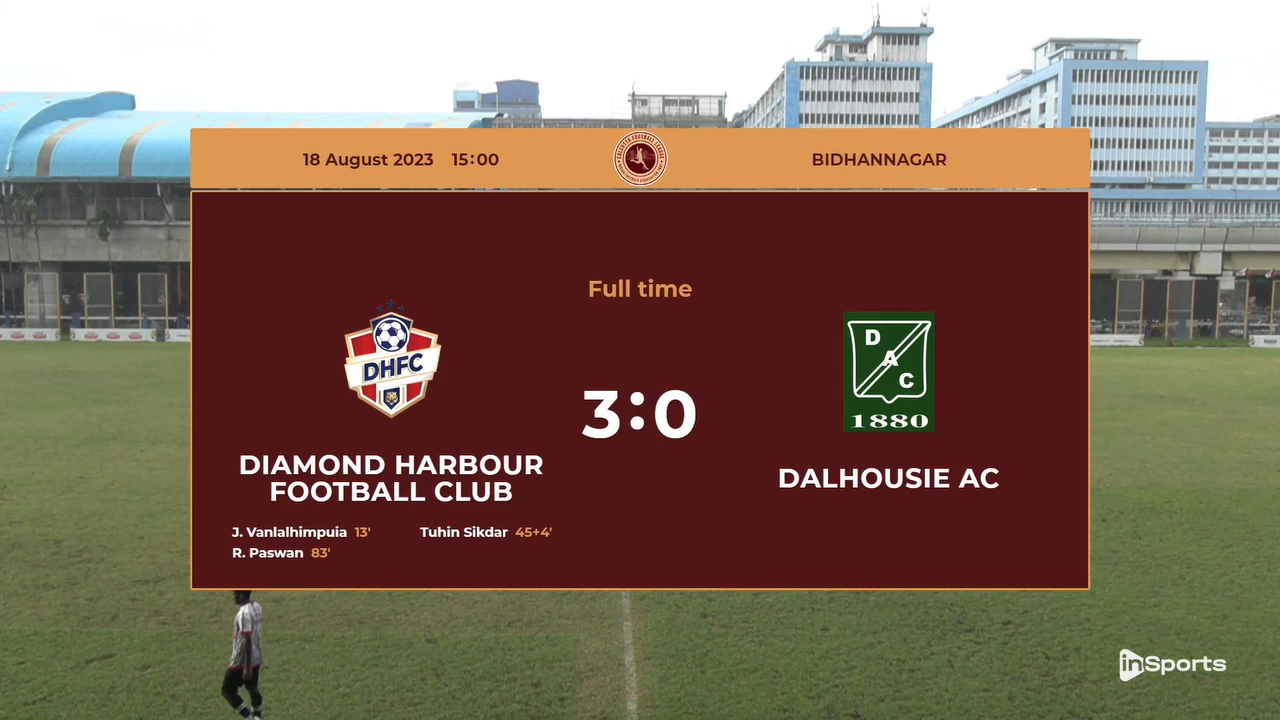 18 August 2023 15:00
BIDHANNAGAR
Full time
DHFC
D
A
C
1880
3:0
DIAMOND HARBOUR
FOOTBALL CLUB
DALHOUSIE AC
J. Vanlalhimpuia 13'
Tuhin Sikdar 45+4'
R. Paswan 83'
inSports